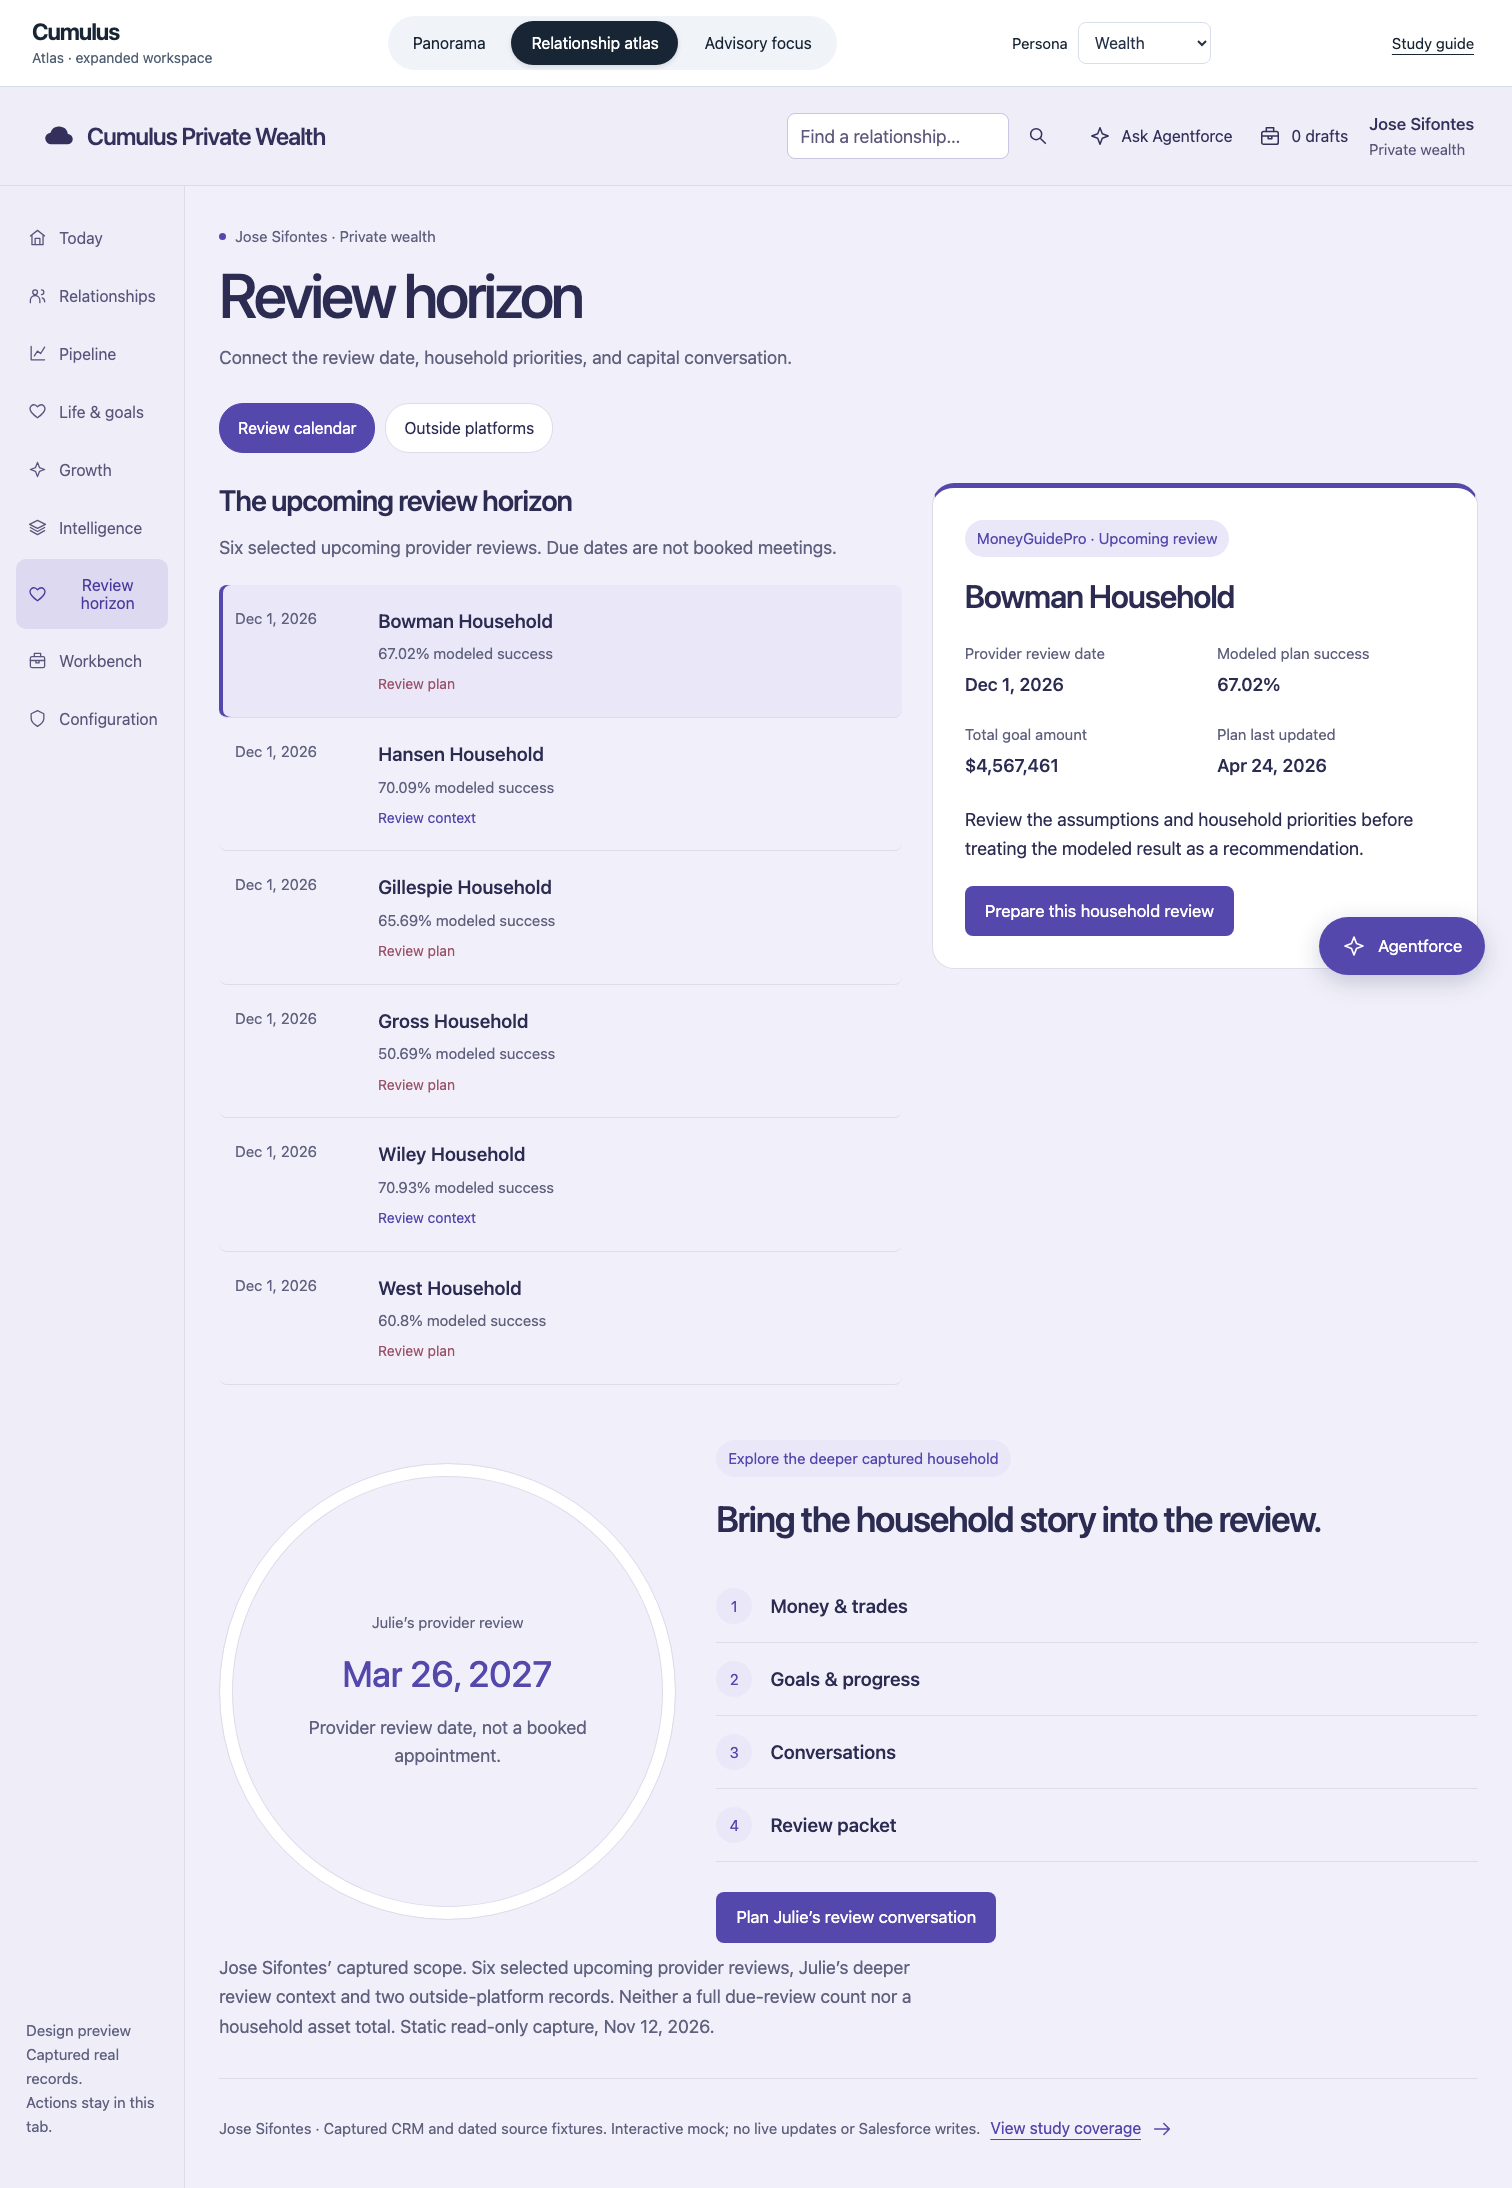 Cumulus
Atlas · expanded workspace
Panorama
Relationship atlas
Advisory focus
Persona
Wealth
Study guide
Cumulus Private Wealth
Find a relationship...
Ask Agentforce
0 drafts
Jose Sifontes
Private wealth
Today
Relationships
Pipeline
Life & goals
Growth
Intelligence
Review
horizon
Workbench
Configuration
Design preview
Captured real
records.
Actions stay in this
tab.
Jose Sifontes · Private wealth
Review horizon
Connect the review date, household priorities, and capital conversation.
Review calendar
Outside platforms
The upcoming review horizon
Six selected upcoming provider reviews. Due dates are not booked meetings.
Dec 1, 2026
Bowman Household
67.02% modeled success
Review plan
Dec 1, 2026
Hansen Household
70.09% modeled success
Review context
Dec 1, 2026
Gillespie Household
65.69% modeled success
Review plan
Dec 1, 2026
Gross Household
50.69% modeled success
Review plan
Dec 1, 2026
Wiley Household
70.93% modeled success
Review context
Dec 1, 2026
West Household
60.8% modeled success
Review plan
MoneyGuidePro · Upcoming review
Bowman Household
Provider review date
Dec 1, 2026
Modeled plan success
67.02%
Total goal amount
$4,567,461
Plan last updated
Apr 24, 2026
Review the assumptions and household priorities before
treating the modeled result as a recommendation.
Prepare this household review
Agentforce
Julie’s provider review
Mar 26, 2027
Provider review date, not a booked
appointment.
Explore the deeper captured household
Bring the household story into the review.
1 Money & trades
2 Goals & progress
3 Conversations
4 Review packet
Plan Julie’s review conversation
Jose Sifontes’ captured scope. Six selected upcoming provider reviews, Julie’s deeper
review context and two outside-platform records. Neither a full due-review count nor a
household asset total. Static read-only capture, Nov 12, 2026.
Jose Sifontes · Captured CRM and dated source fixtures. Interactive mock; no live updates or Salesforce writes. View study coverage →